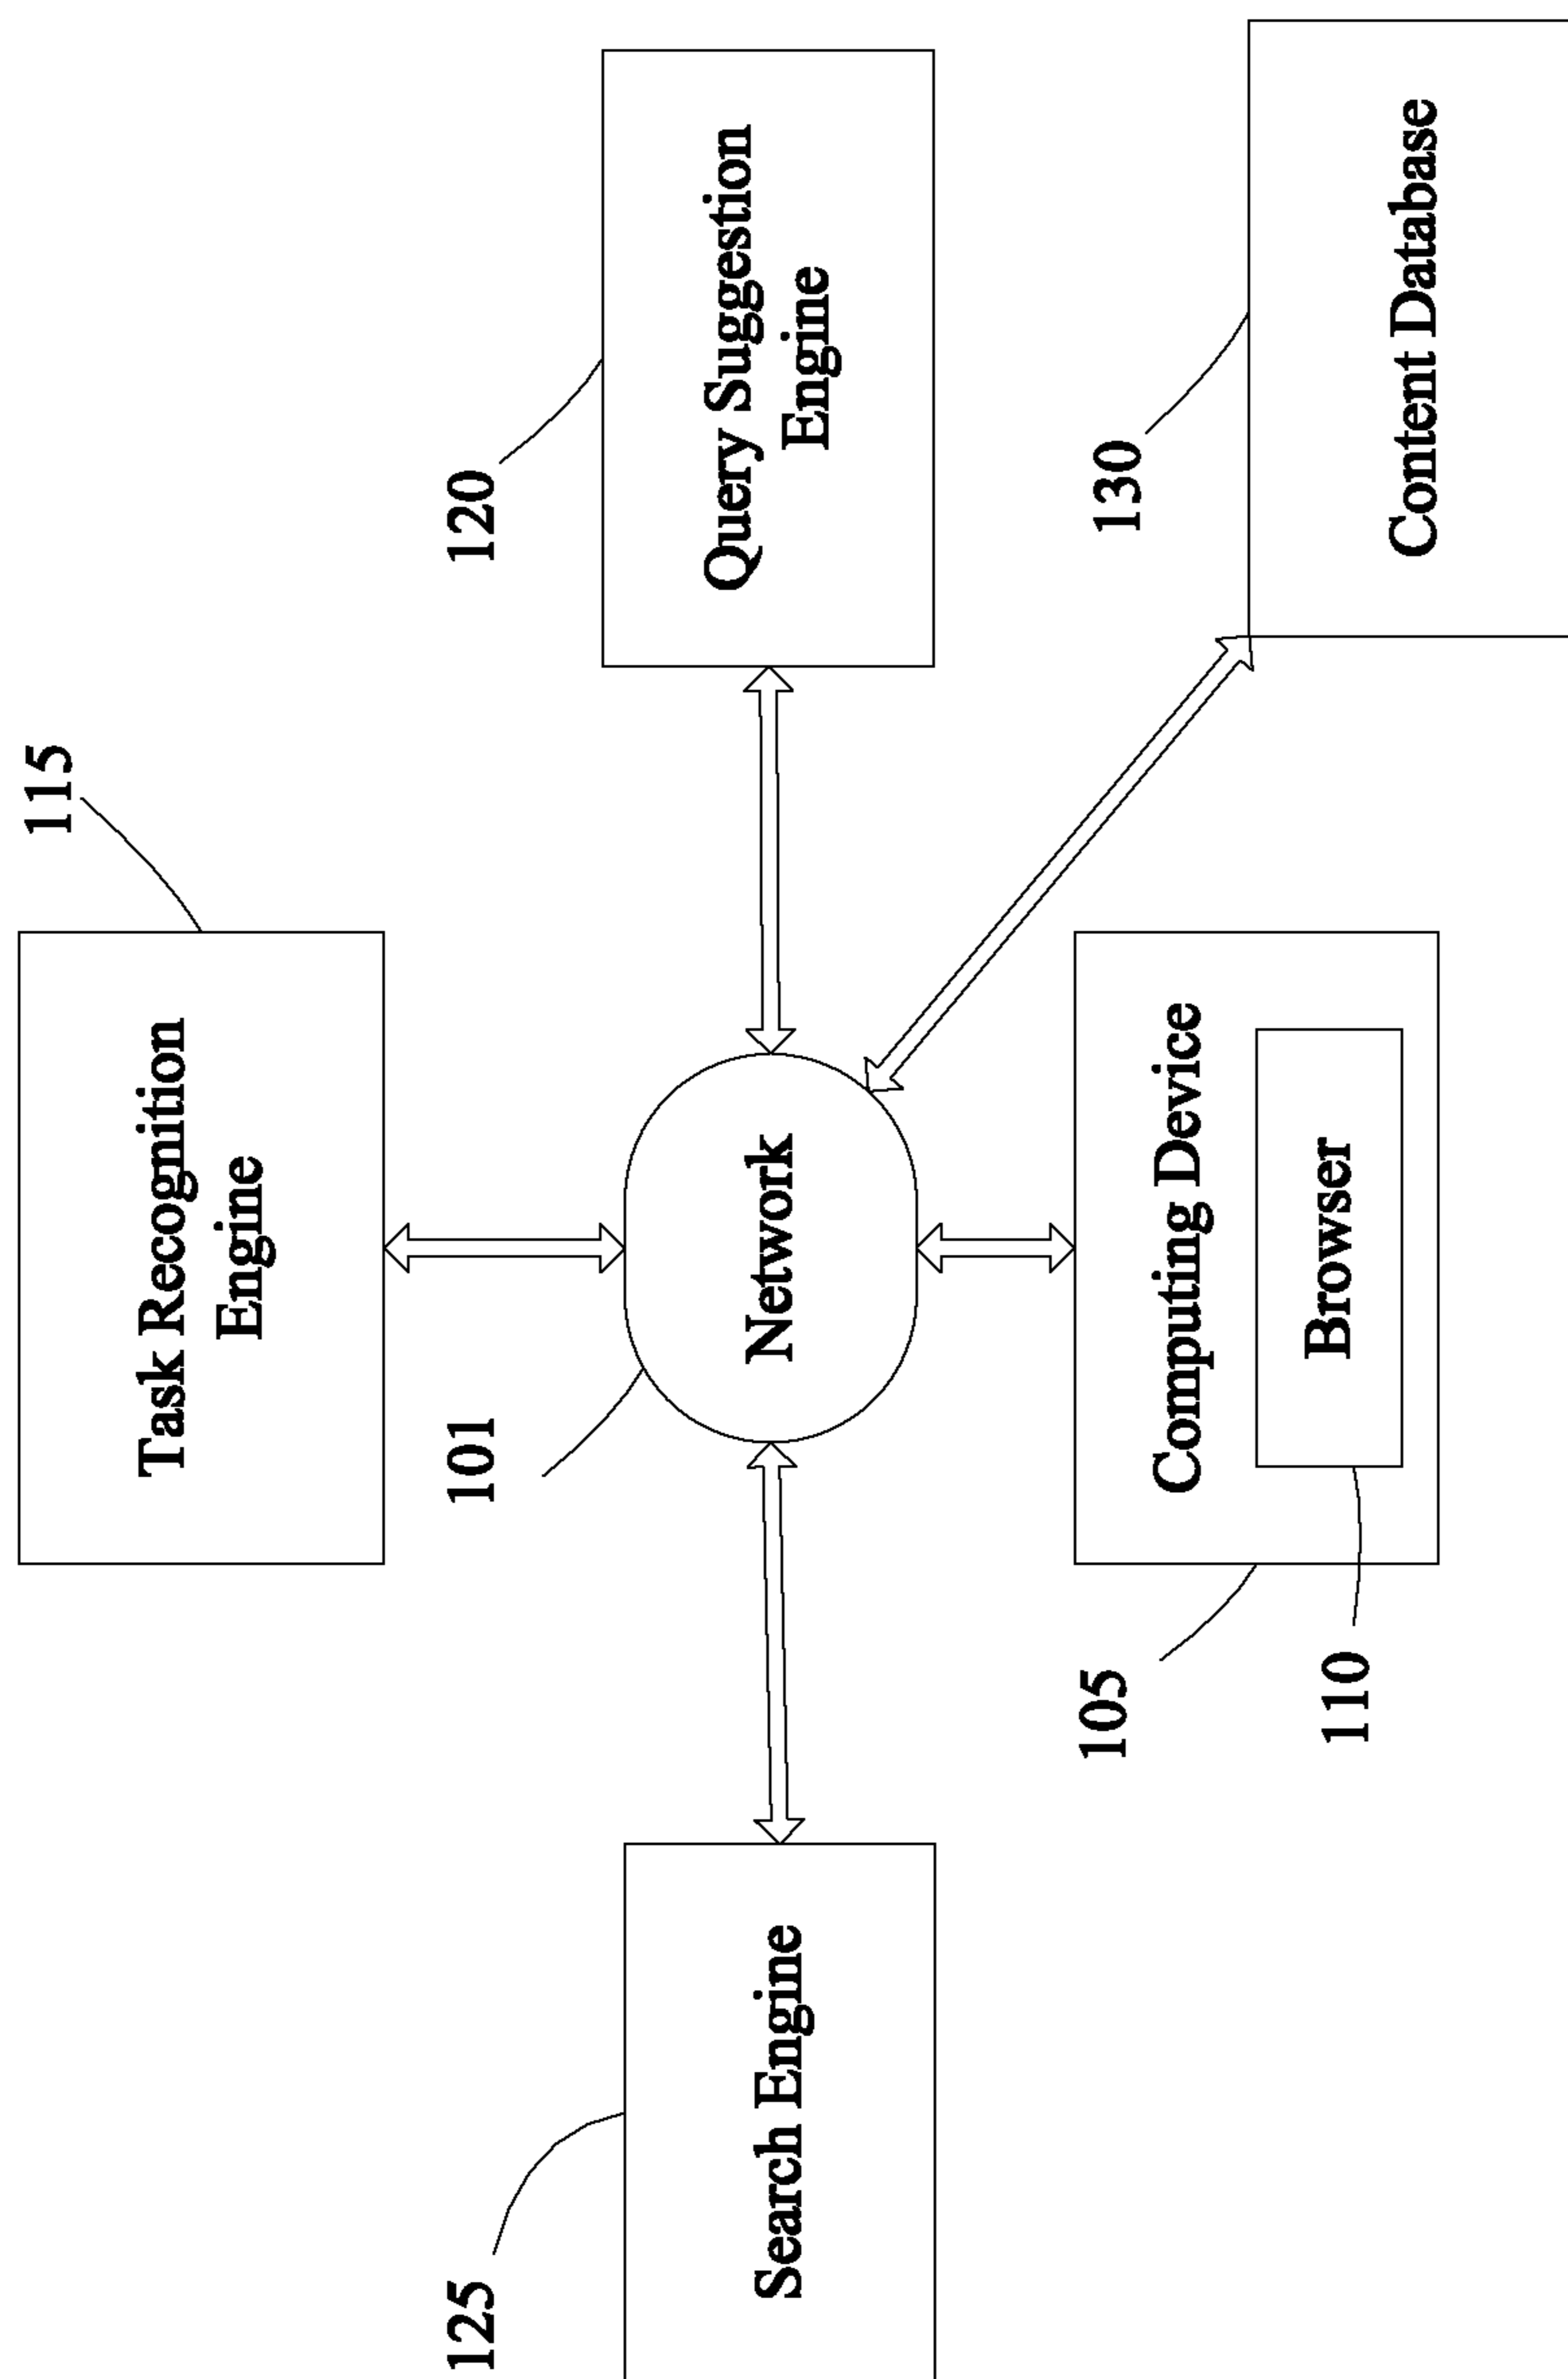 115
Task Recognition
Engine
125
101
120
Search Engine
Network
Query Suggestion
Engine
105
Computing Device
130
110
Browser
Content Database